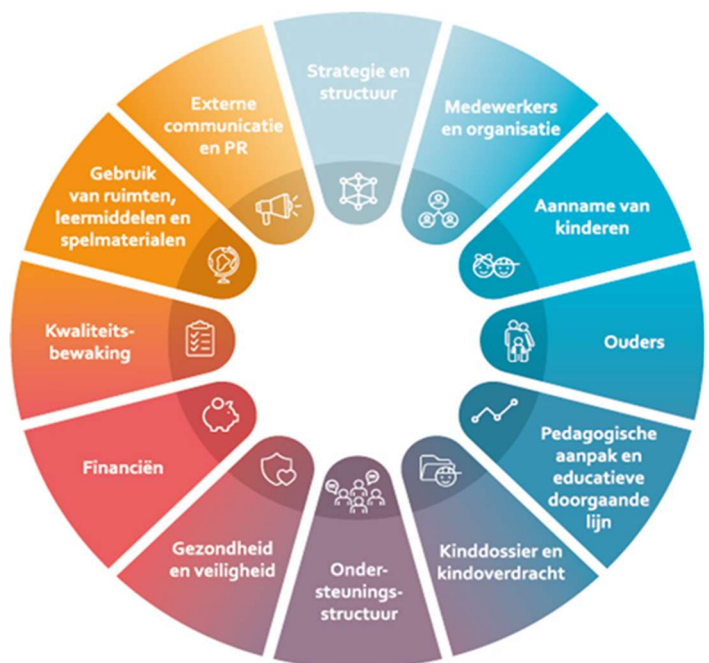 Strategie en
structuur
Medewerkers
en organisatie
Aanname van
kinderen
Ouders
Pedagogische
aanpak en
educatieve
doorgaande
lijn
Kinddossier en
kindoverdracht
Onder-
steunings-
structuur
Gezondheid
en veiligheid
Financiën
Kwaliteits-
bewaking
Gebruik
van ruimten,
leermiddelen en
spelmaterialen
Externe
communicatie
en PR